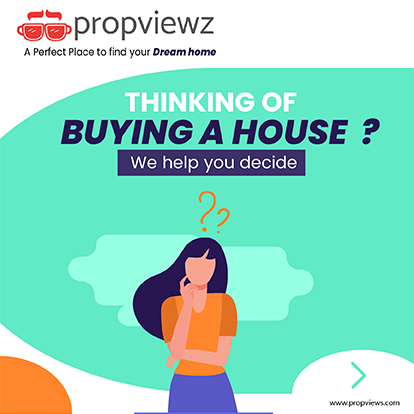 propviewz
A Perfect Place to find your Dream home
THINKING OF
BUYING A HOUSE ?
We help you decide
??
www.propviews.com